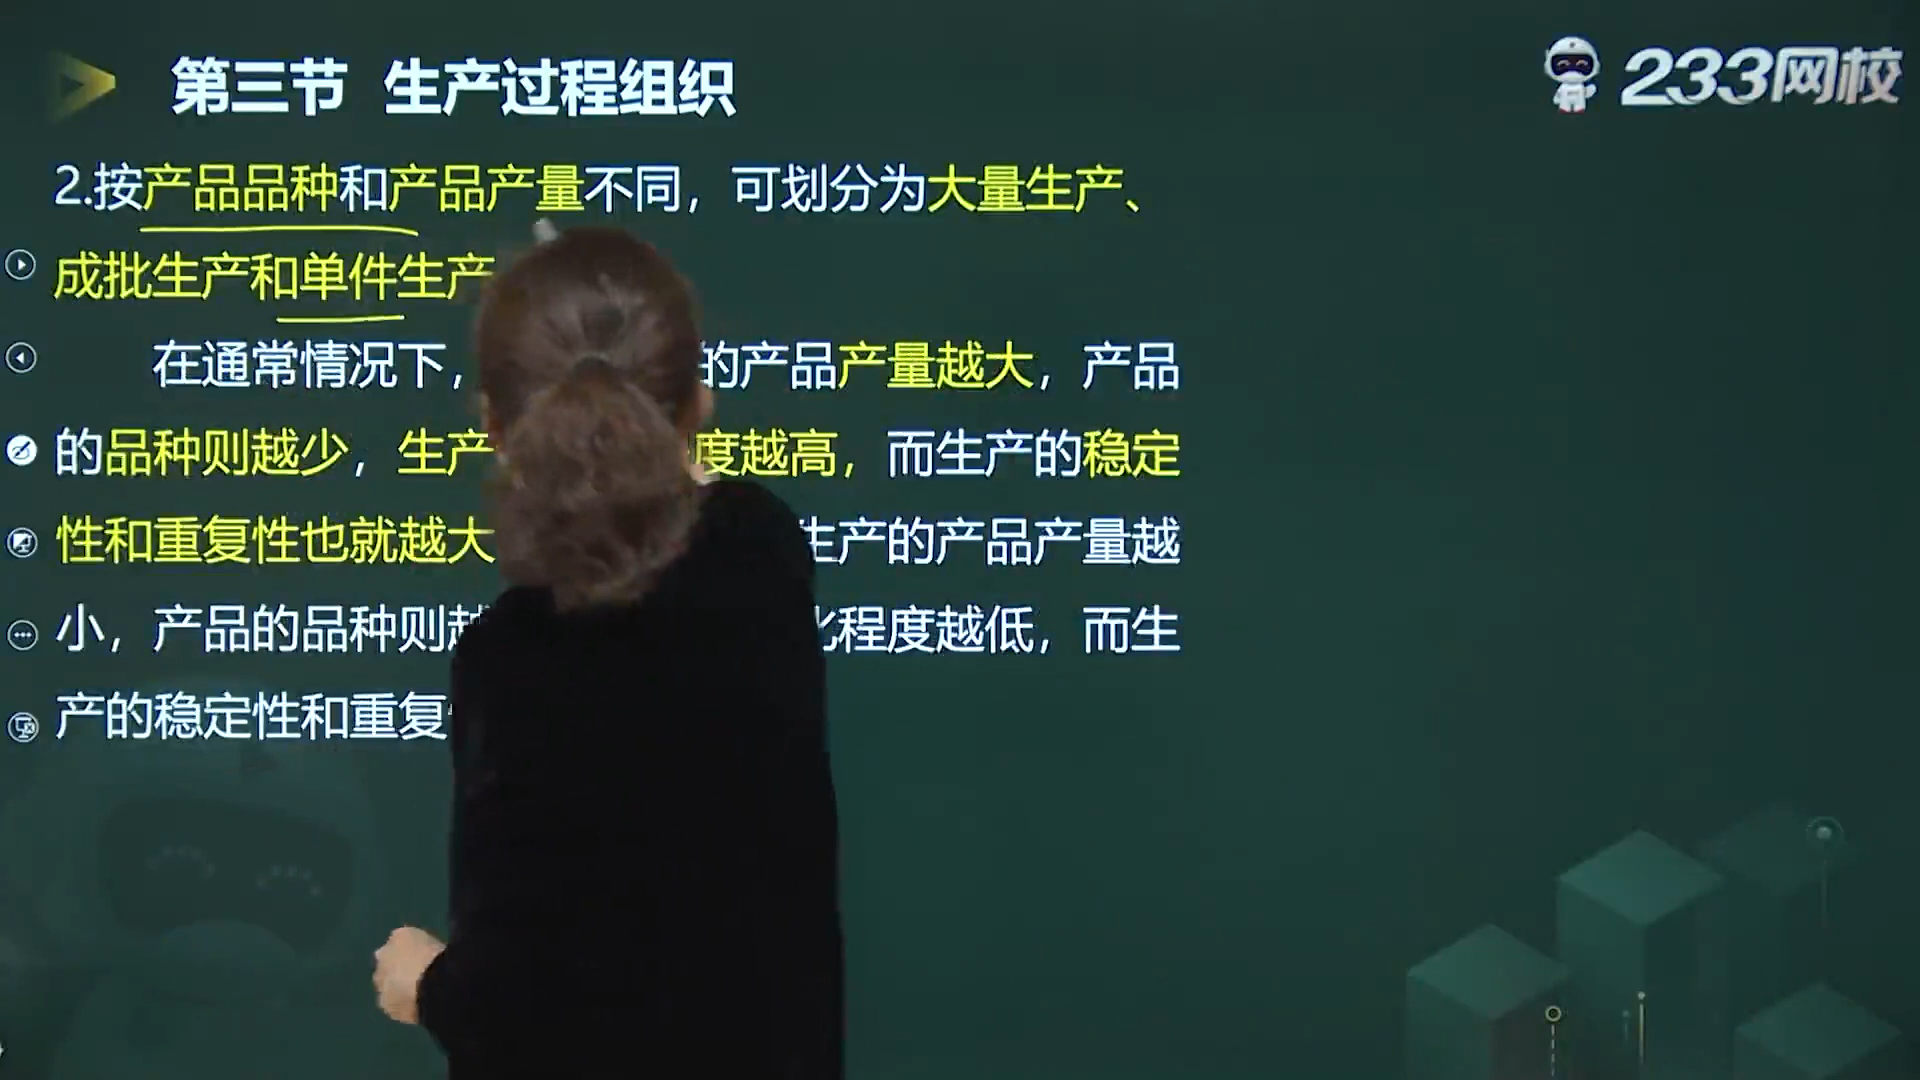 第三节 生产过程组织
233网校
2.按产品品种和产品产量不同，可划分为大量生产、
成批生产和单件生产
在通常情况下，的产品产量越大，产品
的品种则越少，生产度越高，而生产的稳定
性和重复性也就越大生产的产品产量越
小，产品的品种则越化程度越低，而生
产的稳定性和重复